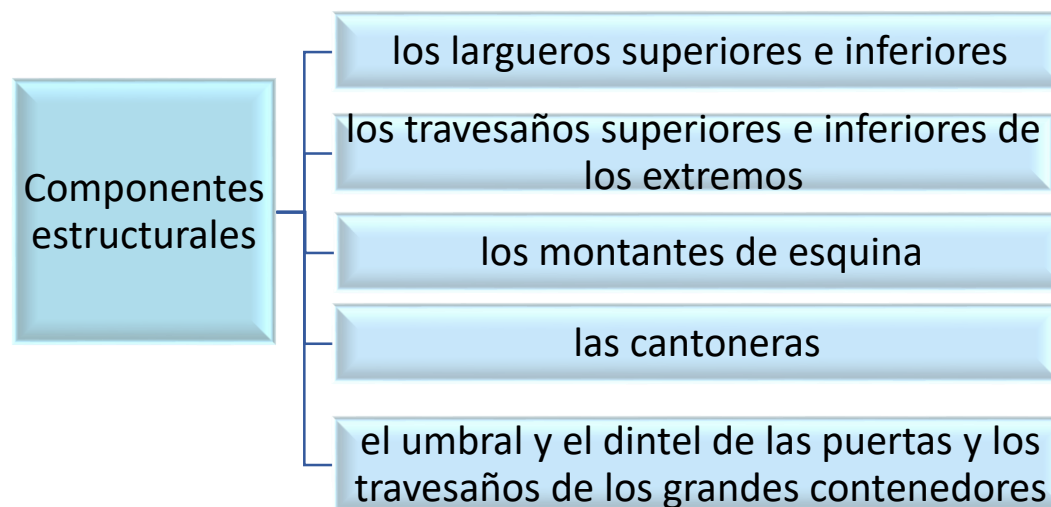 Componentes
estructurales
los largueros superiores e inferiores
los travesaños superiores e inferiores de
los extremos
los montantes de esquina
las cantoneras
el umbral y el dintel de las puertas y los
travesaños de los grandes contenedores